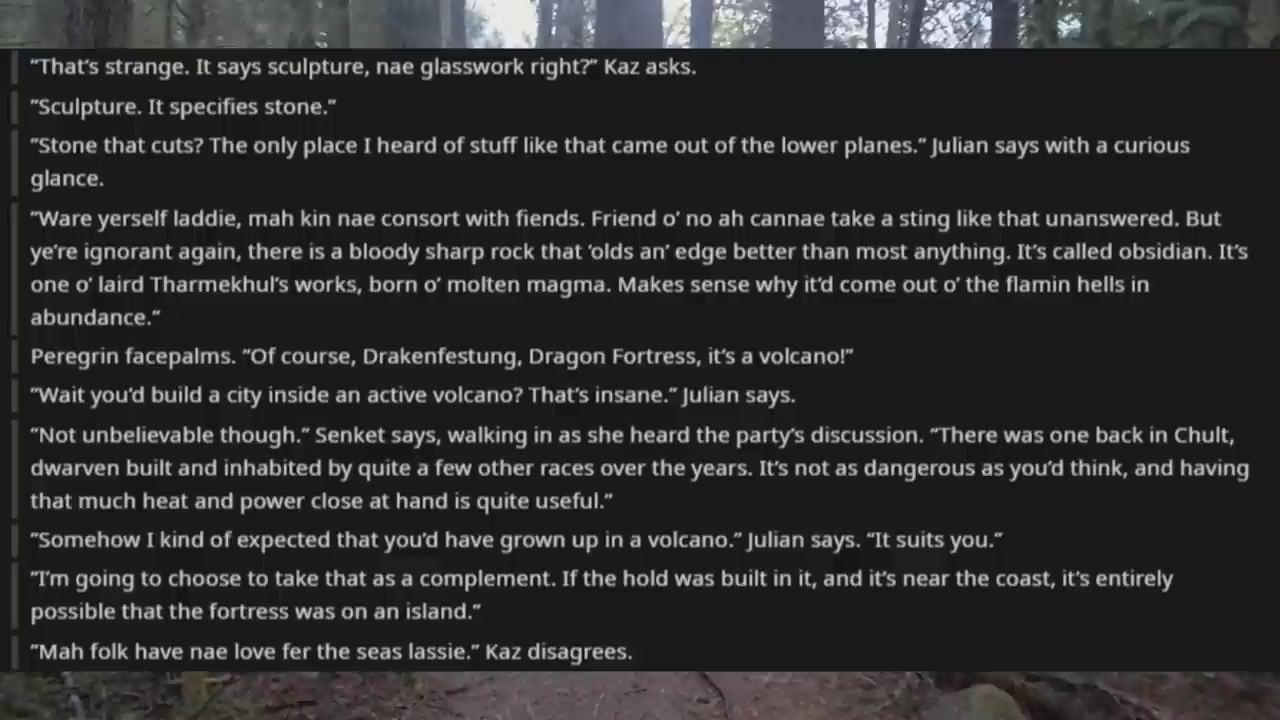 “That’s strange. It says sculpture, nae glasswork right?” Kaz asks.
“Sculpture. It specifies stone.”
“Stone that cuts? The only place I heard of stuff like that came out of the lower planes.” Julian says with a curious
glance.
“Ware yerself laddie, mah kin nae consort with fiends. Friend o’ no ah cannae take a sting like that unanswered. But
ye’re ignorant again, there is a bloody sharp rock that ‘olds an’ edge better than most anything. It’s called obsidian. It’s
one o’ laird Tharmekhul’s works, born o’ molten magma. Makes sense why it’d come out o’ the flamin hells in
abundance.”
Peregrin facepalms. “Of course, Drakenfestung, Dragon Fortress, it’s a volcano!”
“Wait you’d build a city inside an active volcano? That’s insane.” Julian says.
“Not unbelievable though.” Senket says, walking in as she heard the party’s discussion. “There was one back in Chult,
dwarven built and inhabited by quite a few other races over the years. It’s not as dangerous as you’d think, and having
that much heat and power close at hand is quite useful.”
“Somehow I kind of expected that you’d have grown up in a volcano.” Julian says. “It suits you.”
“I’m going to choose to take that as a complement. If the hold was built in it, and it’s near the coast, it’s entirely
possible that the fortress was on an island.”
“Mah folk have nae love fer the seas lassie.” Kaz disagrees.